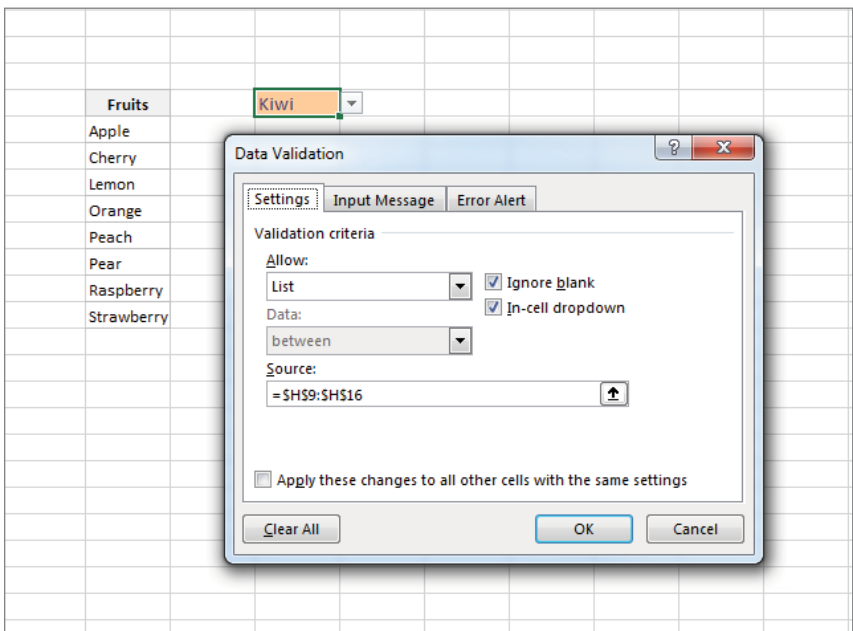 Fruits
Kiwi
Apple
Cherry
Lemon
Orange
Peach
Pear
Raspberry
Strawberry
Data Validation
?
Settings
Input Message
Error Alert
Validation criteria
Allow:
List
Ignore blank
In-cell dropdown
Data:
between
Source:
=$H$9:$H$16
Apply these changes to all other cells with the same settings
Clear All
OK
Cancel